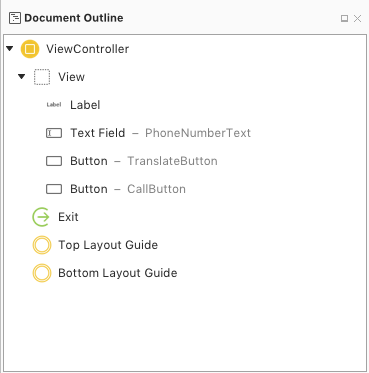 Document Outline
ViewController
View
Label Label
Text Field – PhoneNumberText
Button – TranslateButton
Button – CallButton
Exit
Top Layout Guide
Bottom Layout Guide